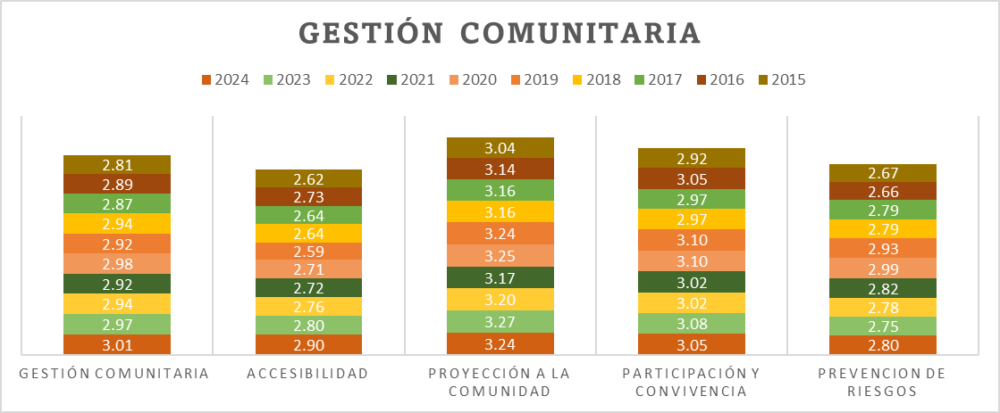 GESTIÓN COMUNITARIA
2024 2023 2022 2021 2020 2019 2018 2017 2016 2015
2.81 2.62 3.04 2.92 2.67
2.89 2.73 3.14 3.05 2.66
2.87 2.64 3.16 2.97 2.79
2.94 2.64 3.16 2.97 2.79
2.92 2.59 3.24 3.10 2.93
2.98 2.71 3.25 3.10 2.99
2.92 2.72 3.17 3.02 2.82
2.94 2.76 3.20 3.02 2.78
2.97 2.80 3.27 3.08 2.75
3.01 2.90 3.24 3.05 2.80
GESTIÓN COMUNITARIA
ACCESIBILIDAD
PROYECCIÓN A LA
COMUNIDAD
PARTICIPACIÓN Y
CONVIVENCIA
PREVENCION DE
RIESGOS